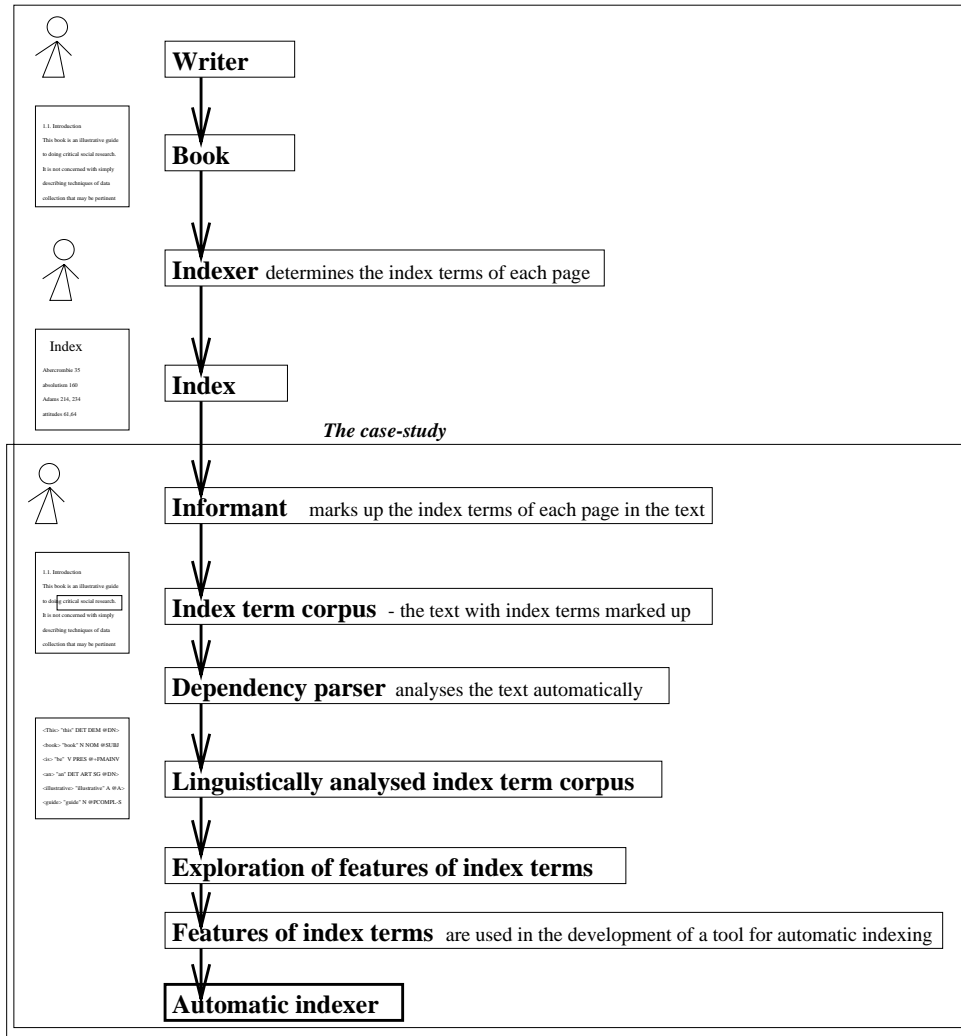 Writer
1.1. Introduction
This book is an illustrative guide
to doing critical social research.
It is not concerned with simply
describing techniques of data
collection that may be pertinent
Book
Indexer determines the index terms of each page
Index
Abercrombie 35
absolutism 160
Adams 214, 234
attitudes 61,64
Index
The case-study
Informant marks up the index terms of each page in the text
1.1. Introduction
This book is an illustrative guide
to doing critical social research.
It is not concerned with simply
describing techniques of data
collection that may be pertinent
Index term corpus - the text with index terms marked up
Dependency parser analyses the text automatically
<This> "this" DET DEM @DN>
<book> "book" N NOM @SUBJ
<is> "be" V PRES @+FMAINV
<an> "an" DET ART SG @DN>
<illustrative> "illustrative" A @A>
<guide> "guide" N @PCOMPL-S
Linguistically analysed index term corpus
Exploration of features of index terms
Features of index terms are used in the development of a tool for automatic indexing
Automatic indexer